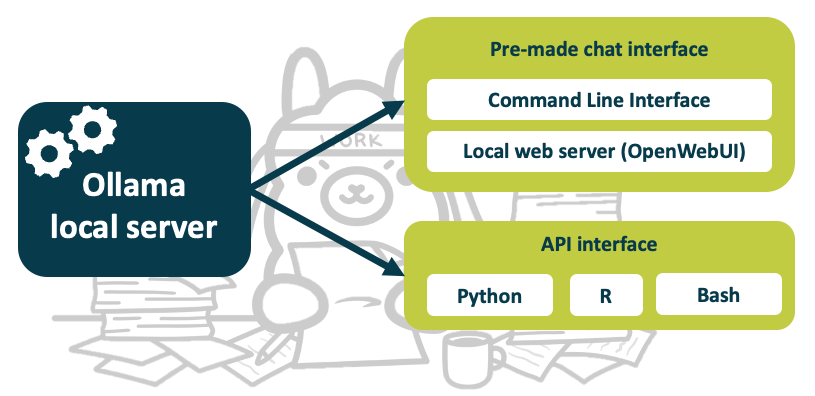 Pre-made chat interface
Command Line Interface
Local web server (OpenWebUI)
WORK
Ollama
local server
API interface
Python
R
Bash